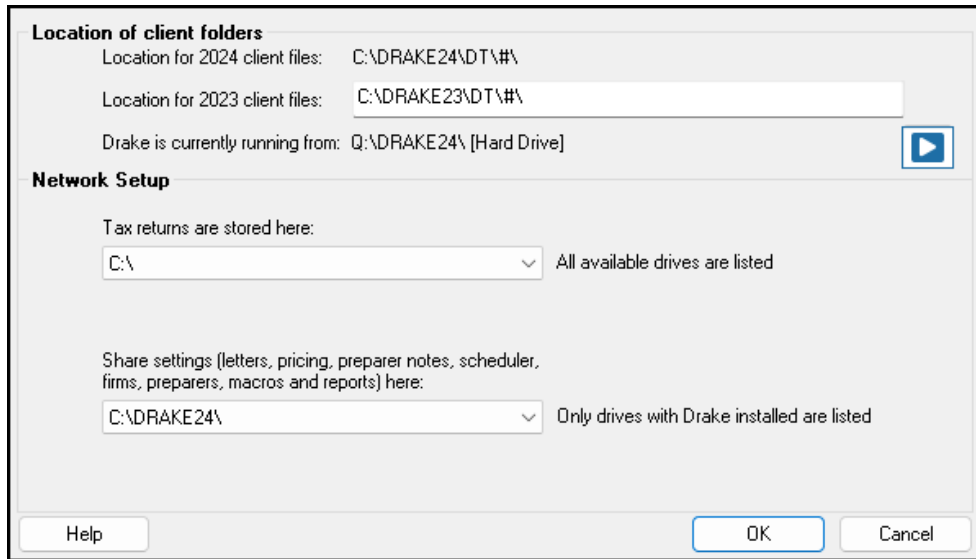 Location of client folders
Location for 2024 client files: C:\DRAKE24\DT\#\
Location for 2023 client files: C:\DRAKE23\DT\#\
Drake is currently running from: Q:\DRAKE24\ [Hard Drive]
Network Setup
Tax returns are stored here:
C:\ All available drives are listed
Share settings (letters, pricing, preparer notes, scheduler,
firms, preparers, macros and reports) here:
C:\DRAKE24\ Only drives with Drake installed are listed
Help OK Cancel